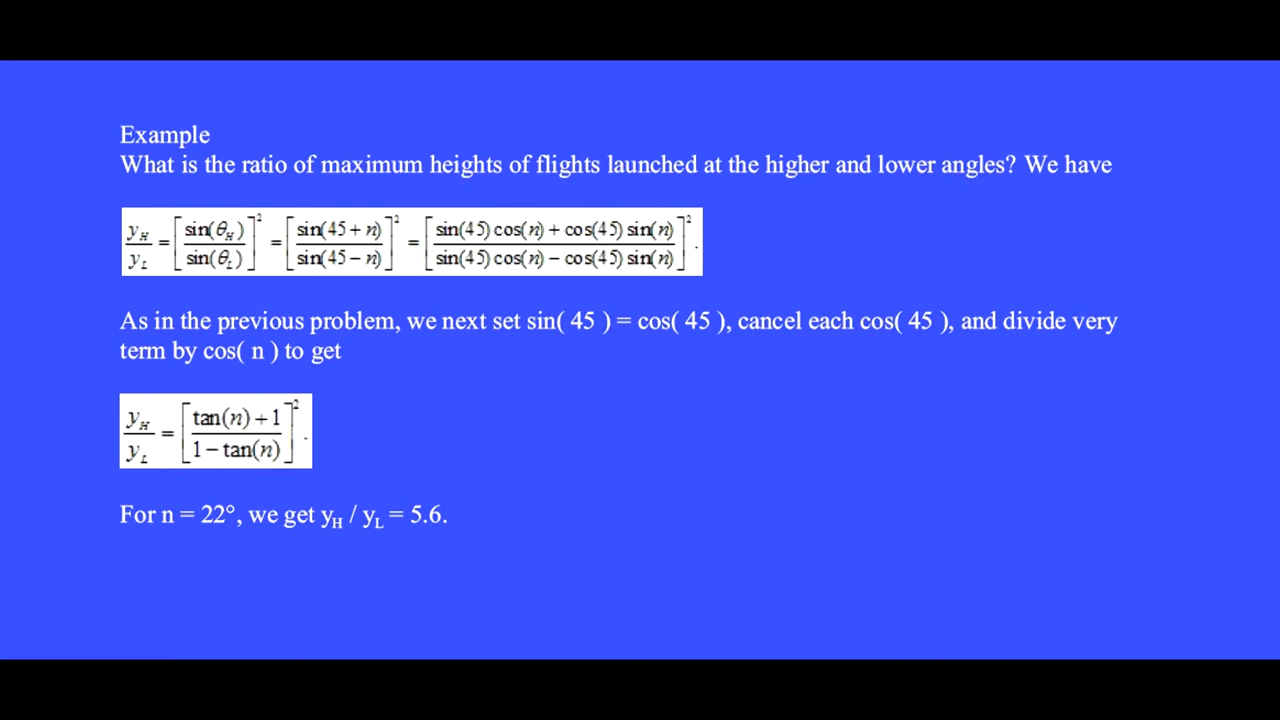 Example
What is the ratio of maximum heights of flights launched at the higher and lower angles? We have
y_H / y_L = [ sin(θ_H) / sin(θ_L) ]^2 = [ sin(45 + n) / sin(45 − n) ]^2 = [ (sin(45) cos(n) + cos(45) sin(n)) / (sin(45) cos(n) − cos(45) sin(n)) ]^2 .
As in the previous problem, we next set sin( 45 ) = cos( 45 ), cancel each cos( 45 ), and divide very
term by cos( n ) to get
y_H / y_L = [ (tan(n) + 1) / (1 − tan(n)) ]^2 .
For n = 22°, we get y_H / y_L = 5.6.